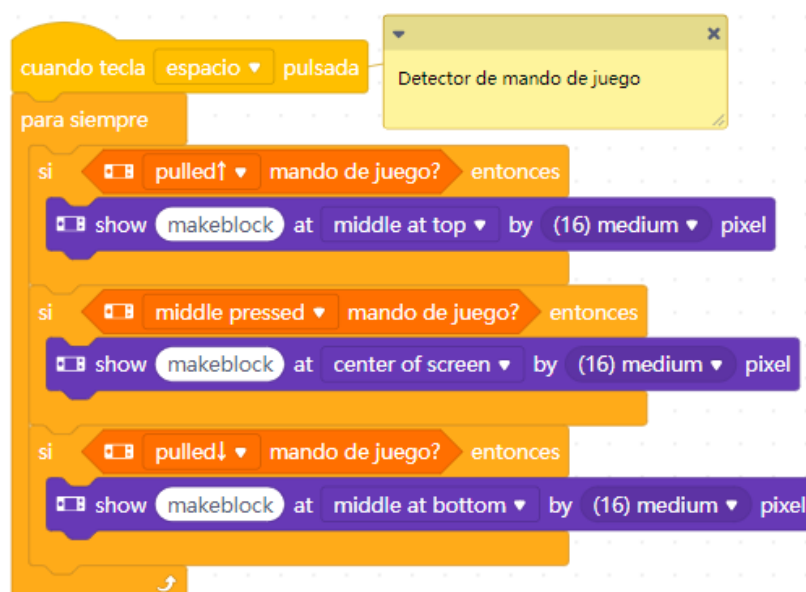 cuando tecla espacio pulsada
Detector de mando de juego
para siempre
si pulled↑ mando de juego? entonces
show makeblock at middle at top by (16) medium pixel
si middle pressed mando de juego? entonces
show makeblock at center of screen by (16) medium pixel
si pulled↓ mando de juego? entonces
show makeblock at middle at bottom by (16) medium pixel